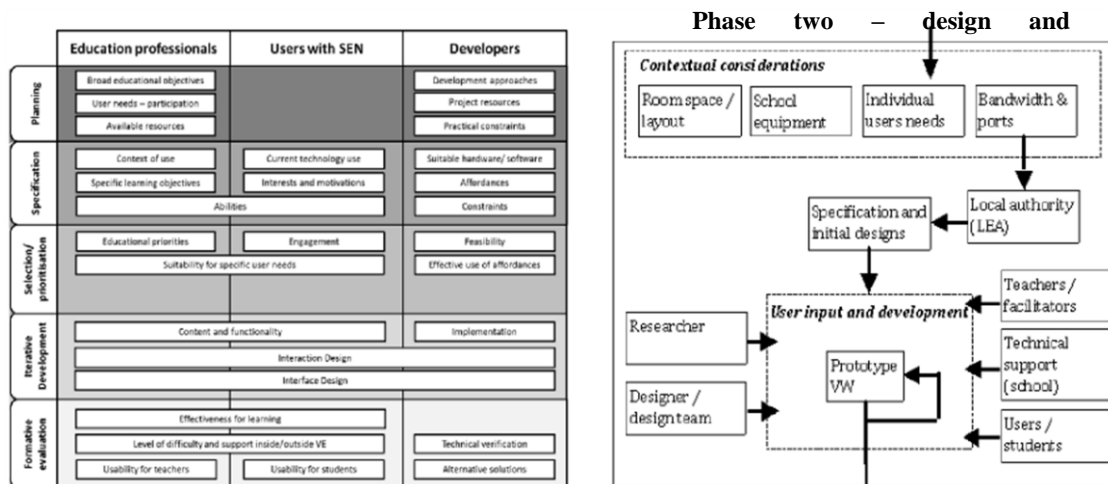 Education professionals
Users with SEN
Developers
Planning
Broad educational objectives
Development approaches
User needs – participation
Project resources
Available resources
Practical constraints
Specification
Context of use
Current technology use
Suitable hardware/ software
Specific learning objectives
Interests and motivations
Affordances
Abilities
Constraints
Selection/
prioritisation
Educational priorities
Engagement
Feasibility
Suitability for specific user needs
Effective use of affordances
Iterative
Development
Content and functionality
Implementation
Interaction Design
Interface Design
Formative
evaluation
Effectiveness for learning
Level of difficulty and support inside/outside VE
Technical verification
Usability for teachers
Usability for students
Alternative solutions
Phase two – design and
Contextual considerations
Room space /
layout
School
equipment
Individual
users needs
Bandwidth &
ports
Local authority
(LEA)
Specification and
initial designs
User input and development
Researcher
Designer /
design team
Prototype
VW
Teachers /
facilitators
Technical
support
(school)
Users /
students